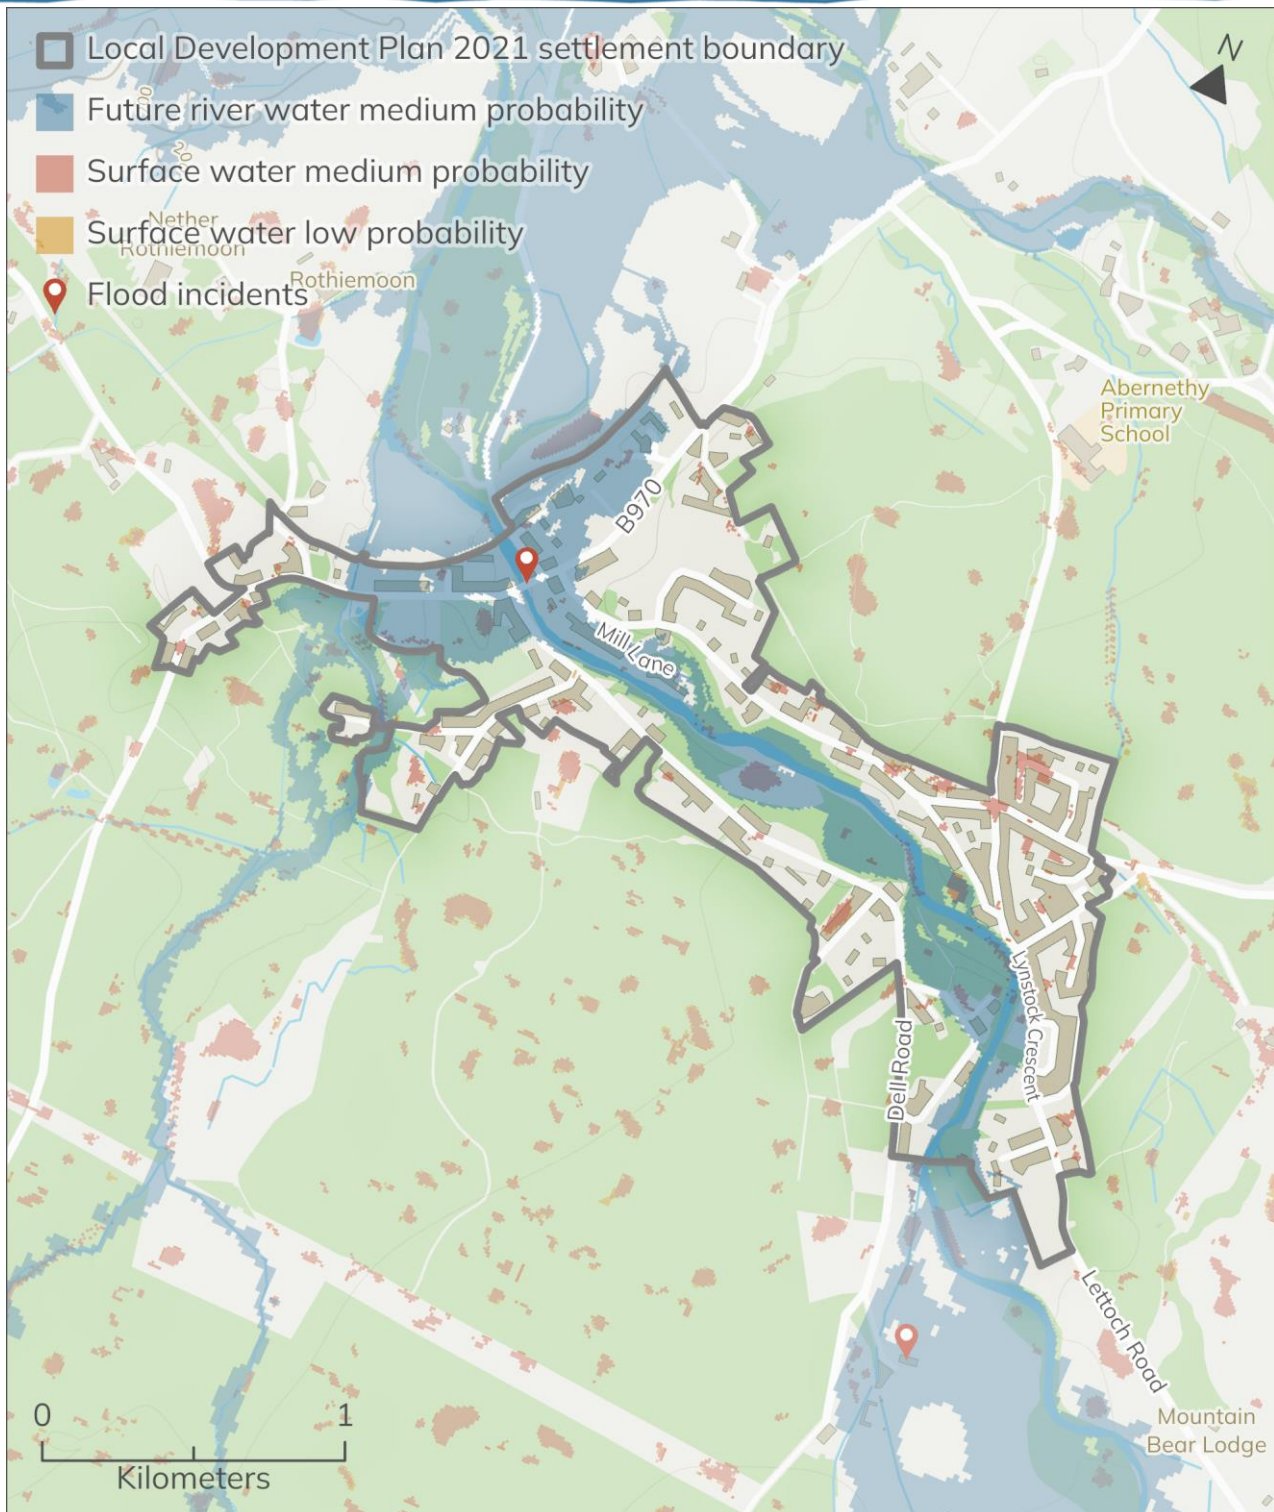 Local Development Plan 2021 settlement boundary
N
Future river water medium probability
Surface water medium probability
Surface water low probability
Nether
Rothiemoon
Rothiemoon
Flood incidents
Abernethy
Primary
School
B970
Mill Lane
Lynstock Crescent
Dell Road
Lettoch Road
0 1
Kilometers
Mountain
Bear Lodge